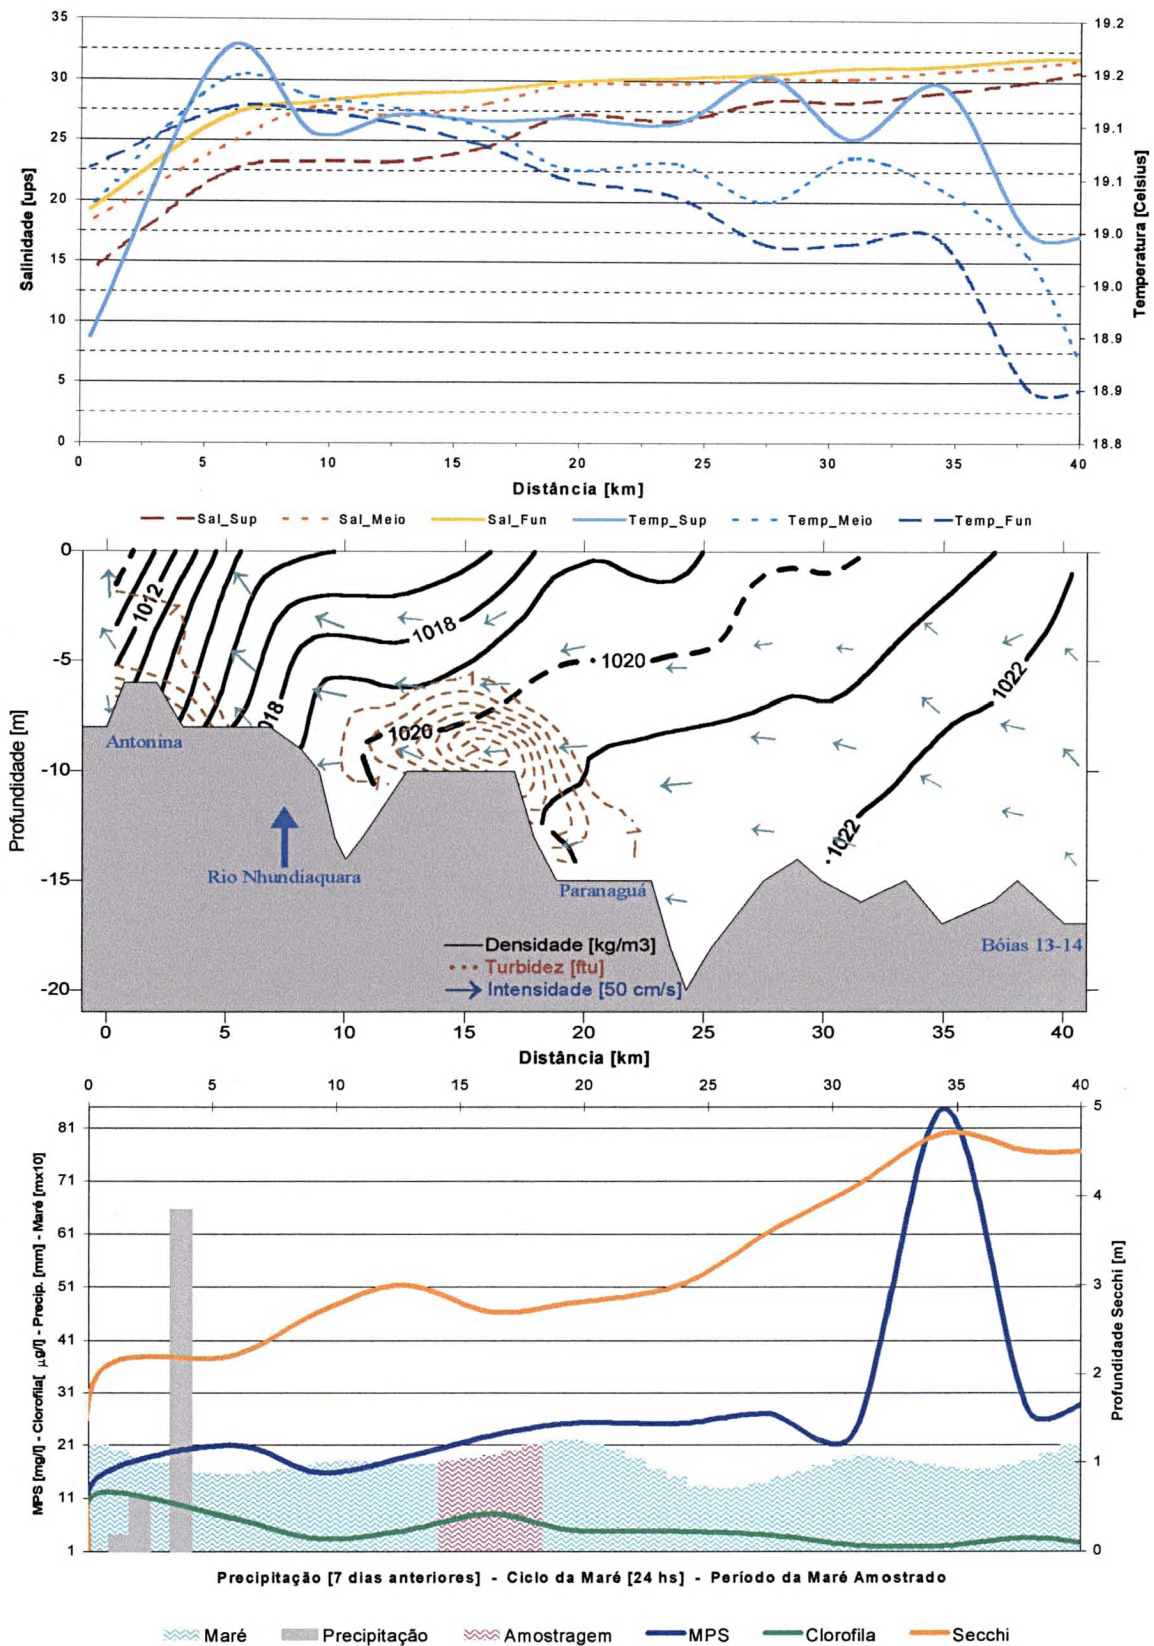 35
30
25
20
15
10
5
0
Salinidade [ups]
19.2
19.2
19.1
19.1
19.0
19.0
18.9
18.9
18.8
Temperatura [Celsius]
0 5 10 15 20 25 30 35 40
Distância [km]
Sal_Sup Sal_Meio Sal_Fun Temp_Sup Temp_Meio Temp_Fun
0
-5
-10
-15
-20
Profundidade [m]
1012
1018
1020
018
1020
1022
1022
1
1
1
Antonina
Rio Nhundiaquara
Paranaguá
Bóias 13-14
Densidade [kg/m3]
Turbidez [ftu]
Intensidade [50 cm/s]
0 5 10 15 20 25 30 35 40
Distância [km]
0 5 10 15 20 25 30 35 40
81
71
61
51
41
31
21
11
1
MPS [mg/l] - Clorofila[ µg/l] - Precip. [mm] - Maré [mx10]
5
4
3
2
1
0
Profundidade Secchi [m]
Precipitação [7 dias anteriores] - Ciclo da Maré [24 hs] - Período da Maré Amostrado
Maré Precipitação Amostragem MPS Clorofila Secchi